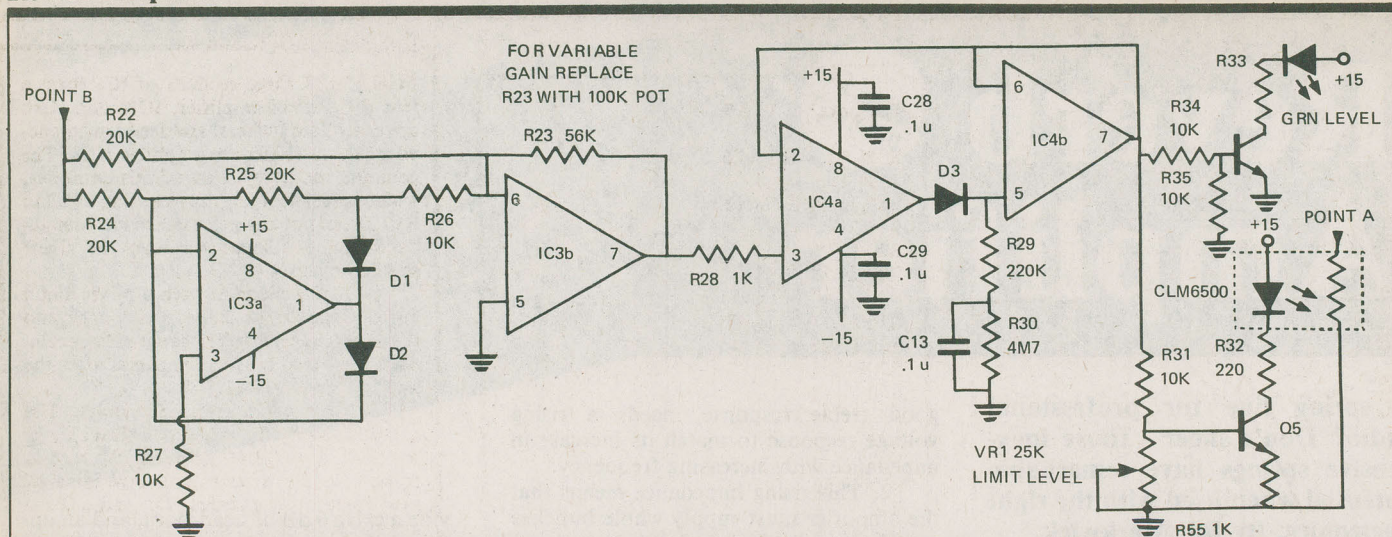 FOR VARIABLE
GAIN REPLACE
R23 WITH 100K POT
POINT B
R22
20K
R23 56K
R25 20K
R24
20K
+15
2
8
IC3a
1
4
3
−15
R27
10K
D1
D2
R26
10K
6
IC3b
7
5
R28 1K
+15
C28
.1 u
2
8
IC4a
1
4
3
C29
.1 u
−15
D3
6
IC4b
7
5
R29
220K
C13
.1 u
R30
4M7
R34
10K
R35
10K
R33
+15
GRN LEVEL
POINT A
+15
CLM6500
R31
10K
R32
220
Q5
VR1 25K
LIMIT LEVEL
R55 1K